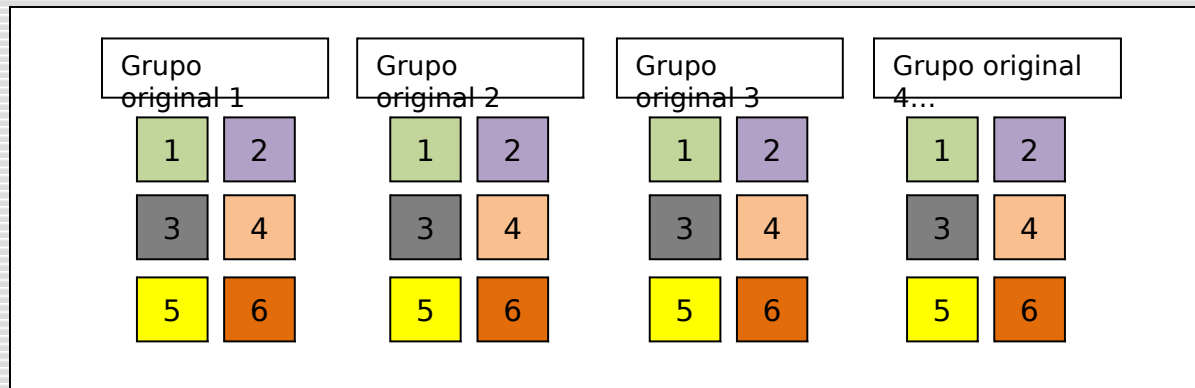 Grupo
original 1
Grupo
original 2
Grupo
original 3
Grupo original
4...
1 2 1 2 1 2 1 2
3 4 3 4 3 4 3 4
5 6 5 6 5 6 5 6